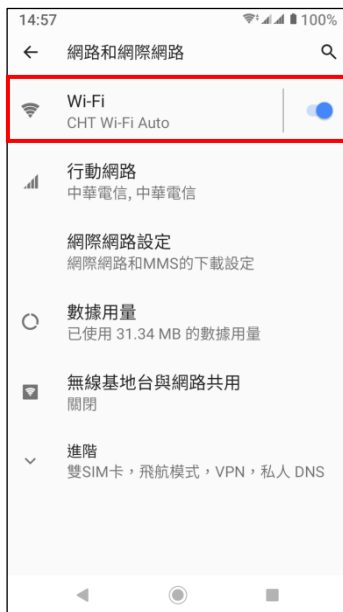 14:57 100%
網路和網際網路
Wi-Fi
CHT Wi-Fi Auto
行動網路
中華電信, 中華電信
網際網路設定
網際網路和MMS的下載設定
數據用量
已使用 31.34 MB 的數據用量
無線基地台與網路共用
關閉
進階
雙SIM卡，飛航模式，VPN，私人 DNS